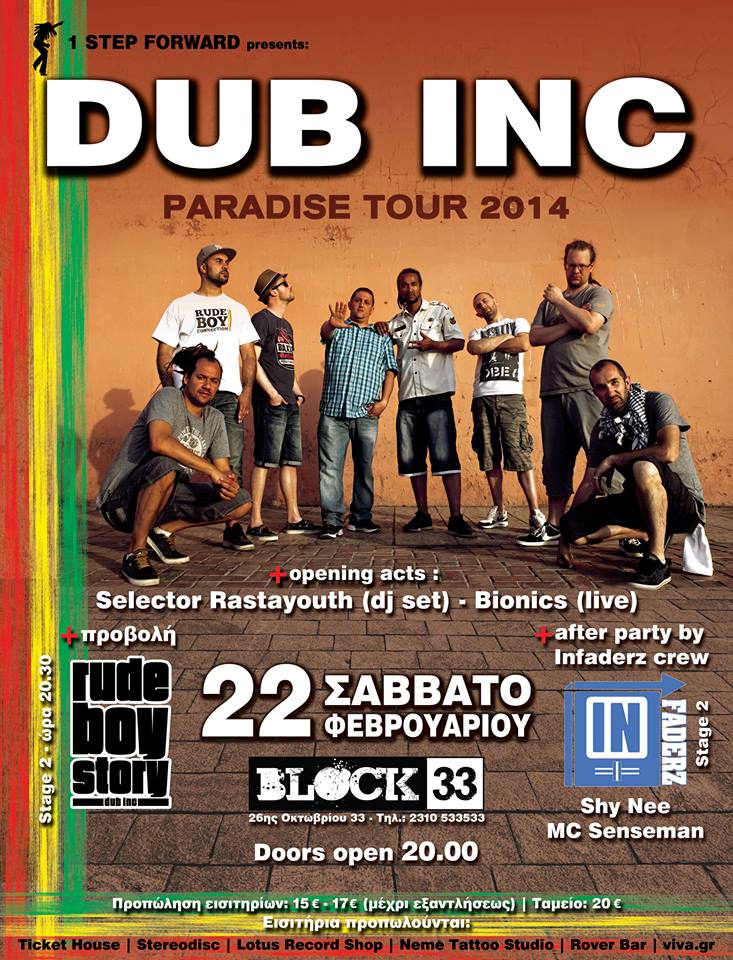 1 STEP FORWARD presents:
DUB INC
PARADISE TOUR 2014
RUDE
BOY
CONNECTION
+opening acts :
Selector Rastayouth (dj set) - Bionics (live)
+προβολή
Stage 2 - ώρα 20.30
rude
boy
story
dub inc
22 ΣΑΒΒΑΤΟ
ΦΕΒΡΟΥΑΡΙΟΥ
BLOCK 33
26ης Οκτωβρίου 33 - Τηλ.: 2310 533533
Doors open 20.00
+after party by
Infaderz crew
IN
FADERZ
Stage 2
Shy Nee
MC Senseman
Προπώληση εισιτηρίων: 15 € - 17€ (μέχρι εξαντλήσεως) | Ταμείο: 20 €
Εισιτήρια προπωλούνται:
Ticket House | Stereodisc | Lotus Record Shop | Neme Tattoo Studio | Rover Bar | viva.gr